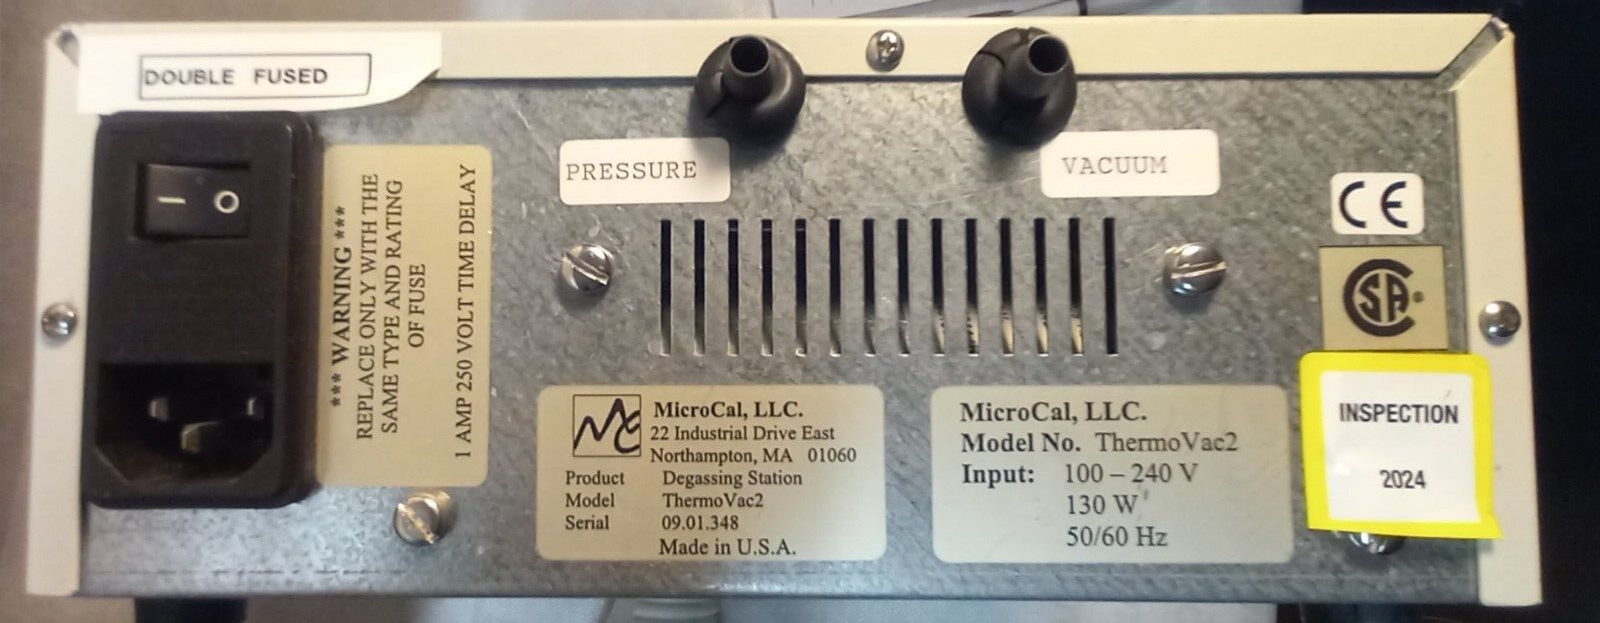 DOUBLE FUSED
*** WARNING ***
REPLACE ONLY WITH THE
SAME TYPE AND RATING
OF FUSE
1 AMP 250 VOLT TIME DELAY
PRESSURE
VACUUM
CE
CSA®
MC
MicroCal, LLC.
22 Industrial Drive East
Northampton, MA 01060
Product Degassing Station
Model ThermoVac2
Serial 09.01.348
Made in U.S.A.
MicroCal, LLC.
Model No. ThermoVac2
Input: 100 – 240 V
130 W
50/60 Hz
INSPECTION
2024